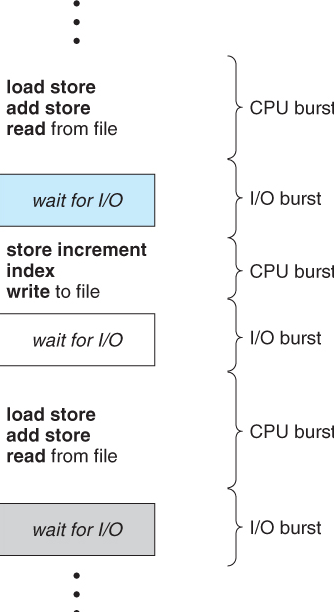 load store
add store
read from file
CPU burst
wait for I/O
I/O burst
store increment
index
write to file
CPU burst
wait for I/O
I/O burst
load store
add store
read from file
CPU burst
wait for I/O
I/O burst